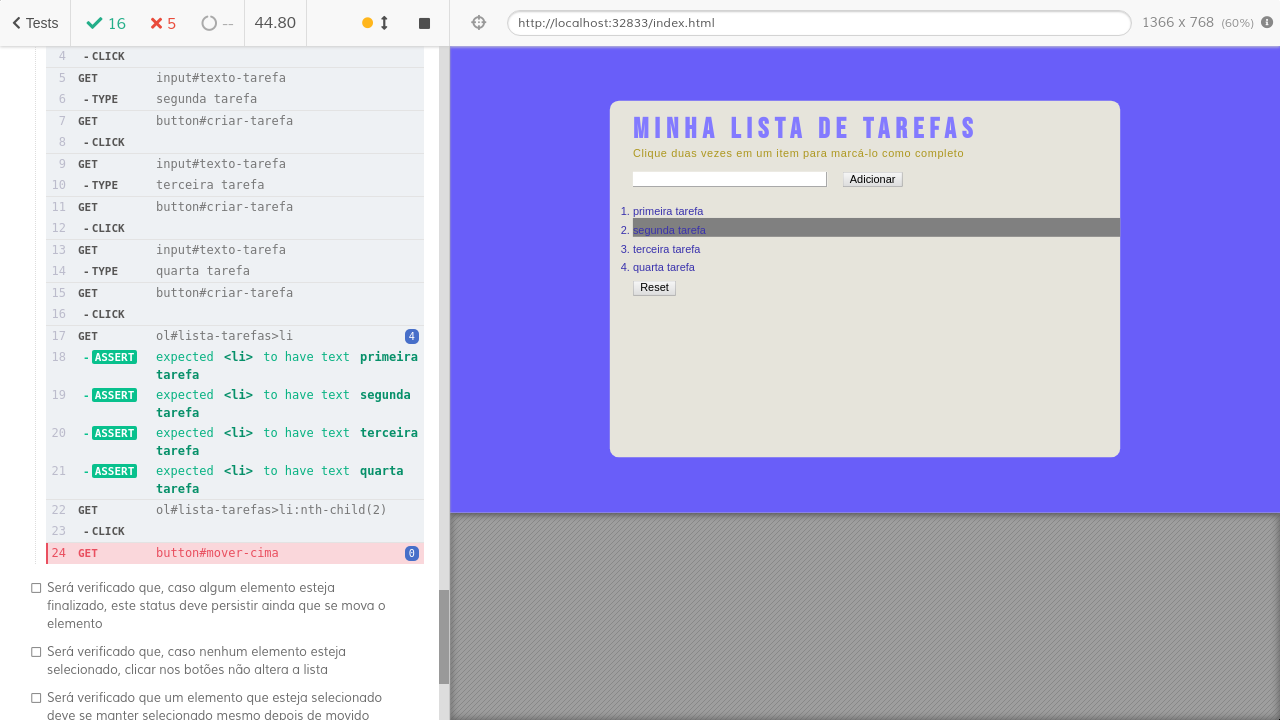 Tests 16 5 -- 44.80
http://localhost:32833/index.html 1366 x 768 (60%)
4 -CLICK
5 GET input#texto-tarefa
6 -TYPE segunda tarefa
7 GET button#criar-tarefa
8 -CLICK
9 GET input#texto-tarefa
10 -TYPE terceira tarefa
11 GET button#criar-tarefa
12 -CLICK
13 GET input#texto-tarefa
14 -TYPE quarta tarefa
15 GET button#criar-tarefa
16 -CLICK
17 GET ol#lista-tarefas>li 4
18 -ASSERT expected <li> to have text primeira
tarefa
19 -ASSERT expected <li> to have text segunda
tarefa
20 -ASSERT expected <li> to have text terceira
tarefa
21 -ASSERT expected <li> to have text quarta
tarefa
22 GET ol#lista-tarefas>li:nth-child(2)
23 -CLICK
24 GET button#mover-cima 0
Será verificado que, caso algum elemento esteja
finalizado, este status deve persistir ainda que se mova o
elemento
Será verificado que, caso nenhum elemento esteja
selecionado, clicar nos botões não altera a lista
Será verificado que um elemento que esteja selecionado
deve se manter selecionado mesmo depois de movido
MINHA LISTA DE TAREFAS
Clique duas vezes em um item para marcá-lo como completo
Adicionar
1. primeira tarefa
2. segunda tarefa
3. terceira tarefa
4. quarta tarefa
Reset